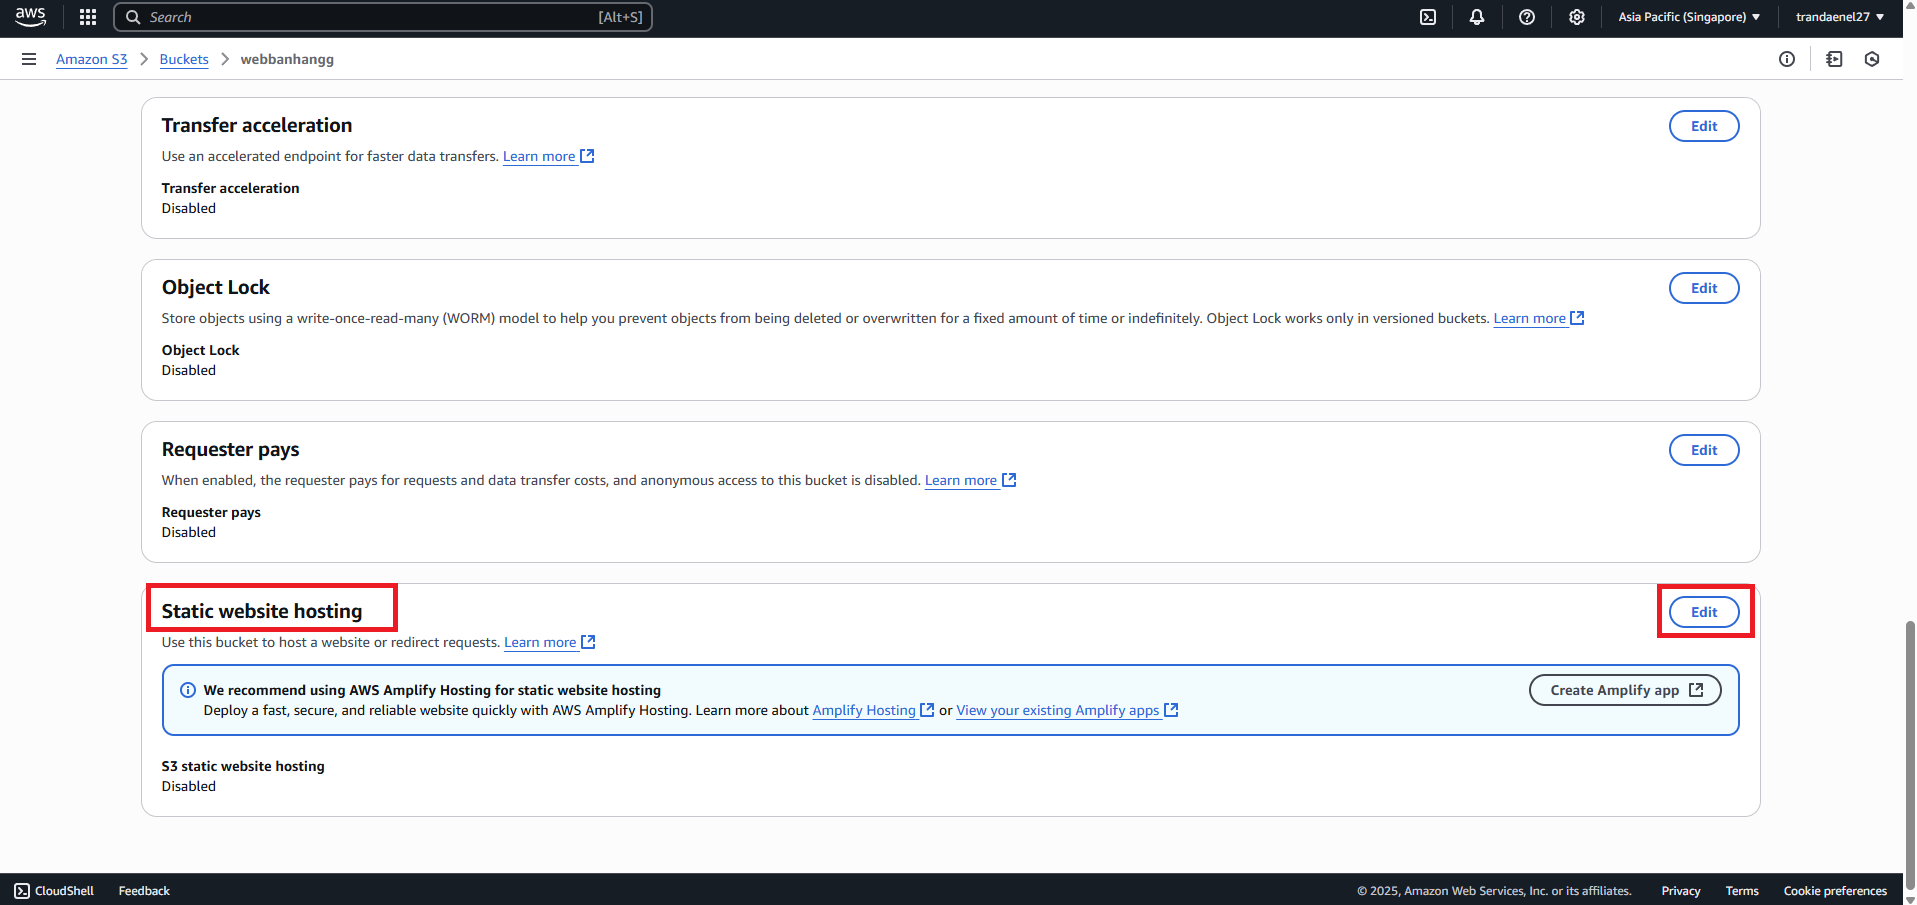 aws
Search [Alt+S]
Asia Pacific (Singapore)
trandaenel27
Amazon S3 > Buckets > webbanhangg
Transfer acceleration
Edit
Use an accelerated endpoint for faster data transfers. Learn more
Transfer acceleration
Disabled
Object Lock
Edit
Store objects using a write-once-read-many (WORM) model to help you prevent objects from being deleted or overwritten for a fixed amount of time or indefinitely. Object Lock works only in versioned buckets. Learn more
Object Lock
Disabled
Requester pays
Edit
When enabled, the requester pays for requests and data transfer costs, and anonymous access to this bucket is disabled. Learn more
Requester pays
Disabled
Static website hosting
Edit
Use this bucket to host a website or redirect requests. Learn more
We recommend using AWS Amplify Hosting for static website hosting
Create Amplify app
Deploy a fast, secure, and reliable website quickly with AWS Amplify Hosting. Learn more about Amplify Hosting or View your existing Amplify apps
S3 static website hosting
Disabled
CloudShell Feedback
© 2025, Amazon Web Services, Inc. or its affiliates. Privacy Terms Cookie preferences